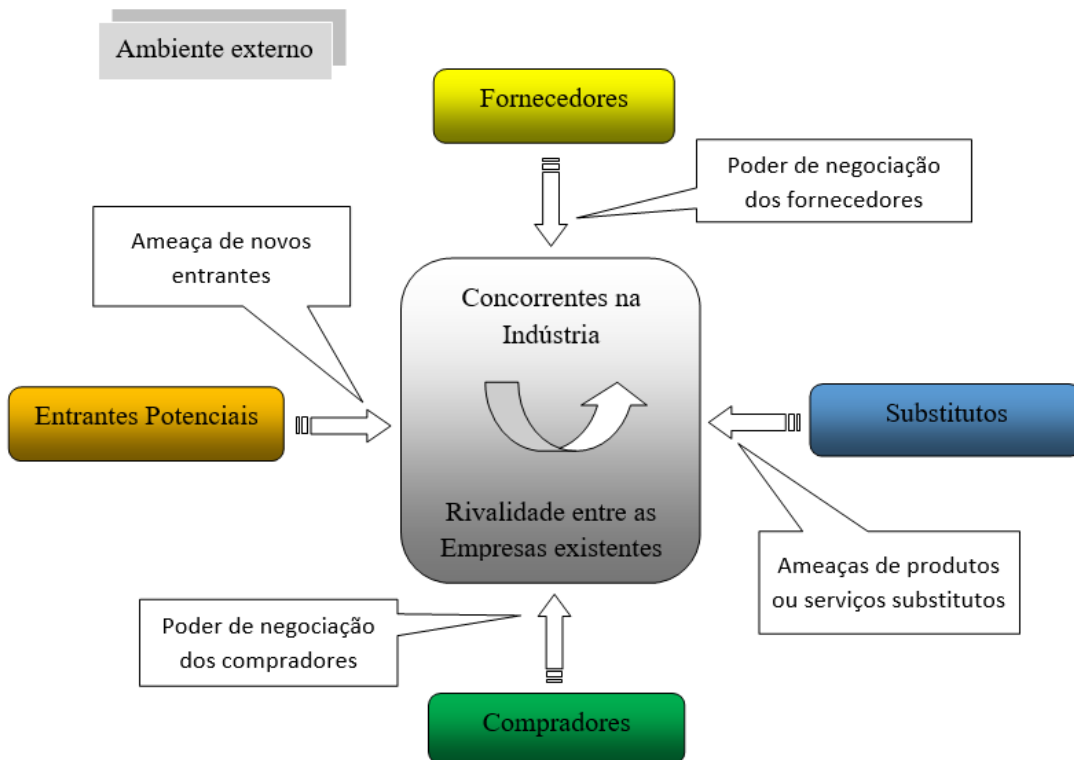 Ambiente externo
Fornecedores
Poder de negociação
dos fornecedores
Ameaça de novos
entrantes
Concorrentes na
Indústria
Entrantes Potenciais
Substitutos
Rivalidade entre as
Empresas existentes
Ameaças de produtos
ou serviços substitutos
Poder de negociação
dos compradores
Compradores